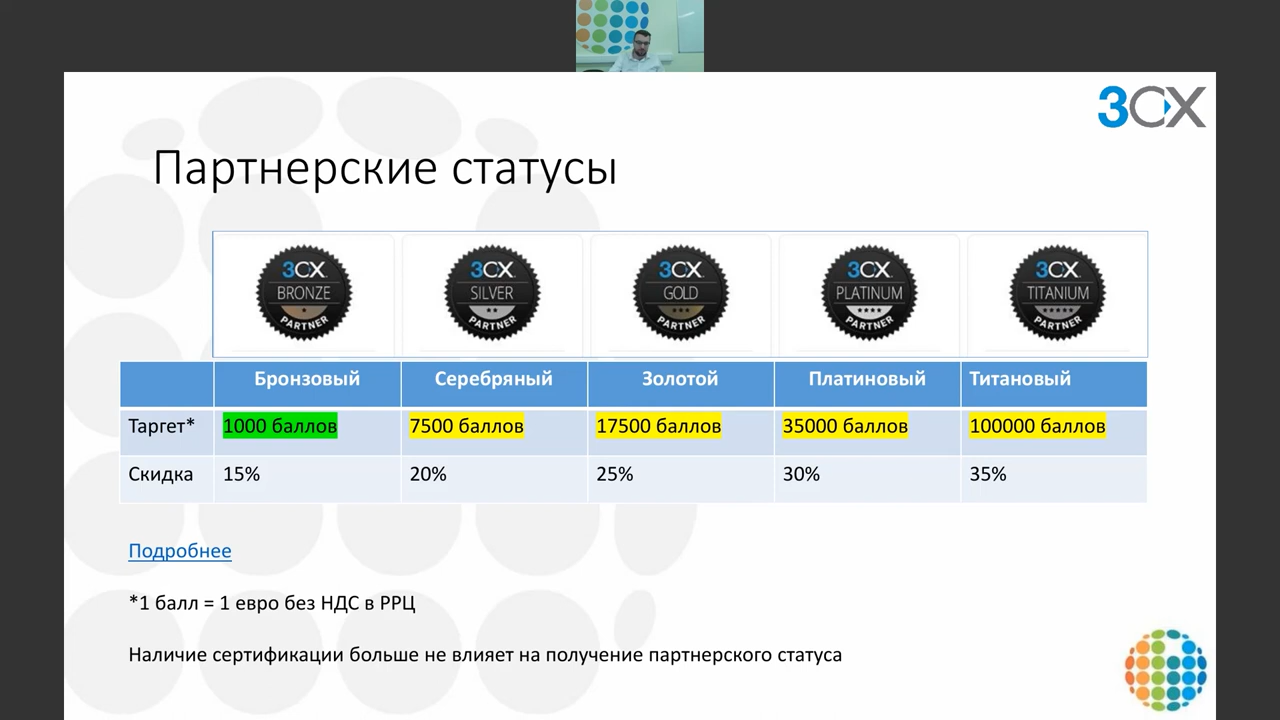 3CX
Партнерские статусы
3CX
BRONZE
PARTNER
3CX
SILVER
PARTNER
3CX
GOLD
PARTNER
3CX
PLATINUM
PARTNER
3CX
TITANIUM
PARTNER
Бронзовый Серебряный Золотой Платиновый Титановый
Таргет* 1000 баллов 7500 баллов 17500 баллов 35000 баллов 100000 баллов
Скидка 15% 20% 25% 30% 35%
Подробнее
*1 балл = 1 евро без НДС в РРЦ
Наличие сертификации больше не влияет на получение партнерского статуса